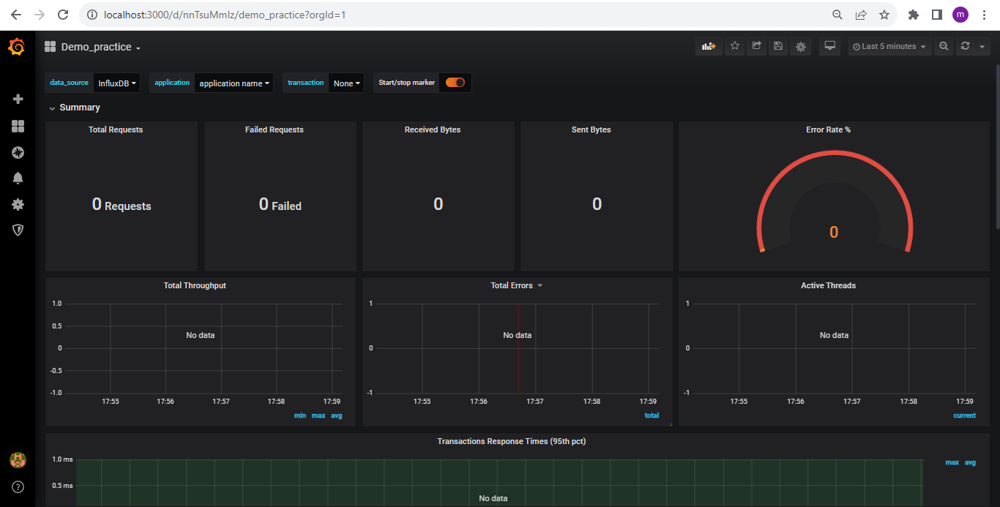 localhost:3000/d/nnTsuMmIz/demo_practice?orgId=1
m
Demo_practice
Last 5 minutes
data_source InfluxDB application application name transaction None Start/stop marker
Summary
Total Requests
0 Requests
Failed Requests
0 Failed
Received Bytes
0
Sent Bytes
0
Error Rate %
0
Total Throughput
1.0
0.5
0
-0.5
-1.0
No data
17:55 17:56 17:57 17:58 17:59
min max avg
Total Errors
1
0
-1
No data
17:55 17:56 17:57 17:58 17:59
total
Active Threads
1
0
-1
No data
17:55 17:56 17:57 17:58 17:59
current
Transactions Response Times (95th pct)
1.0 ms
0.5 ms
No data
max avg
?